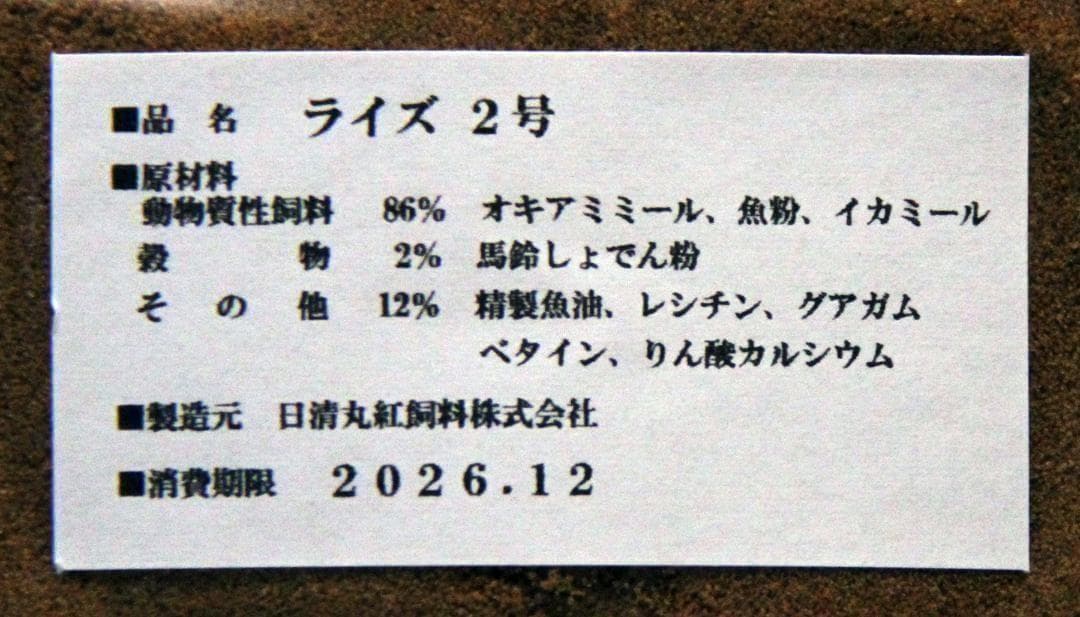 ■品 名 ライズ 2号
■原材料
動物質性飼料 86% オキアミミール、魚粉、イカミール
穀物 2% 馬鈴しょでん粉
その他 12% 精製魚油、レシチン、グアガム
ベタイン、りん酸カルシウム
■製造元 日清丸紅飼料株式会社
■消費期限 2026.12